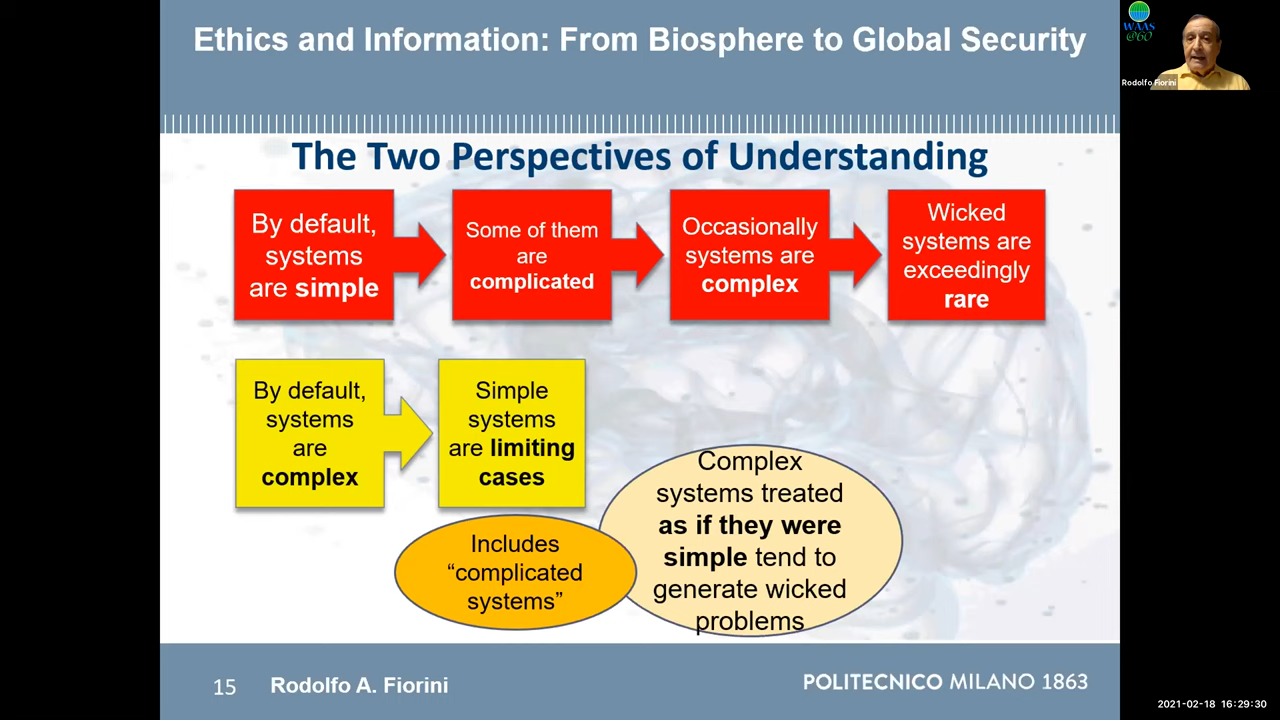 Ethics and Information: From Biosphere to Global Security
WAAS
@60
Rodolfo Fiorini
The Two Perspectives of Understanding
By default,
systems
are simple
Some of them
are
complicated
Occasionally
systems are
complex
Wicked
systems are
exceedingly
rare
By default,
systems
are
complex
Simple
systems
are limiting
cases
Includes
“complicated
systems”
Complex
systems treated
as if they were
simple tend to
generate wicked
problems
15
Rodolfo A. Fiorini
POLITECNICO MILANO 1863
2021-02-18 16:29:30